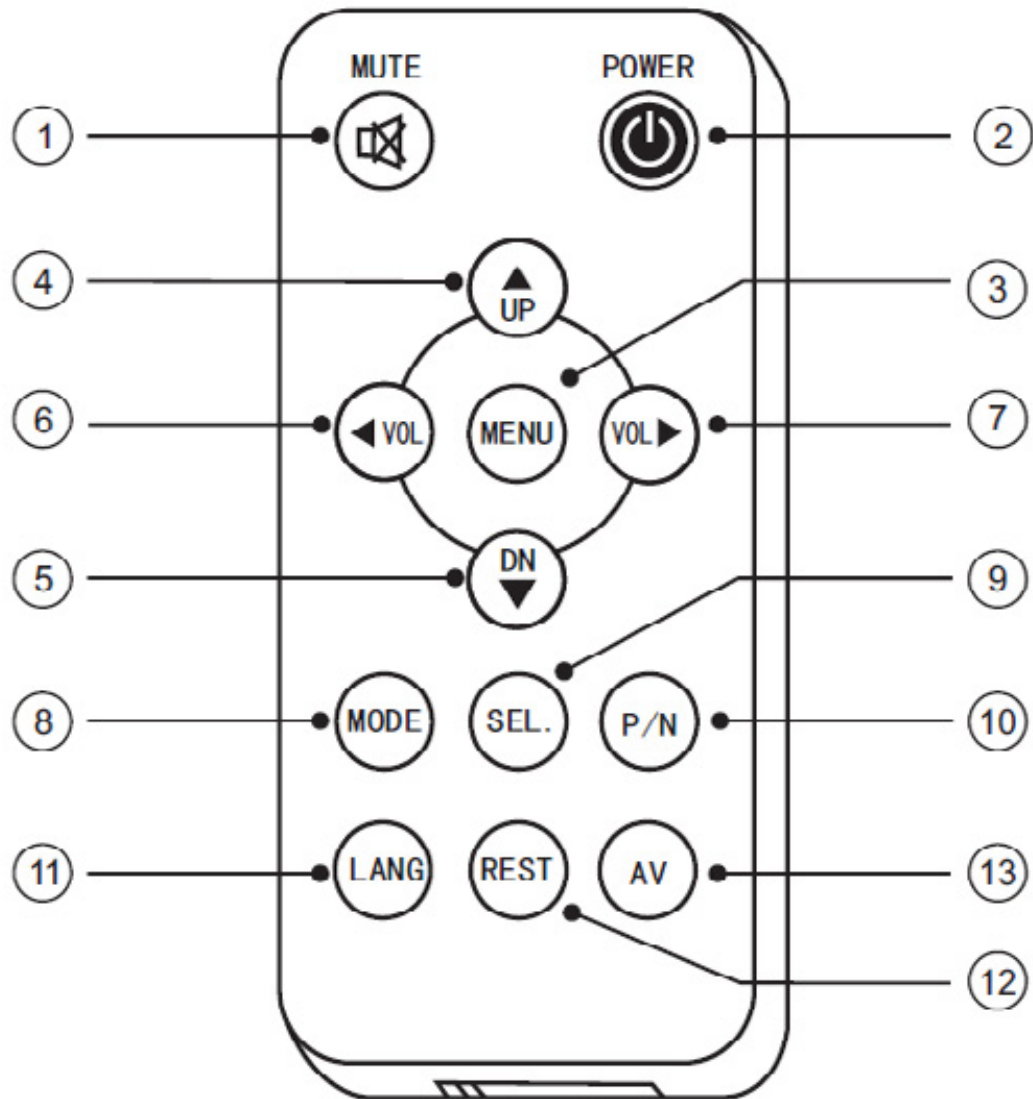 MUTE POWER
1 2
4 UP 3
6 VOL MENU VOL 7
5 DN 9
8 MODE SEL. P/N 10
11 LANG REST AV 13
12